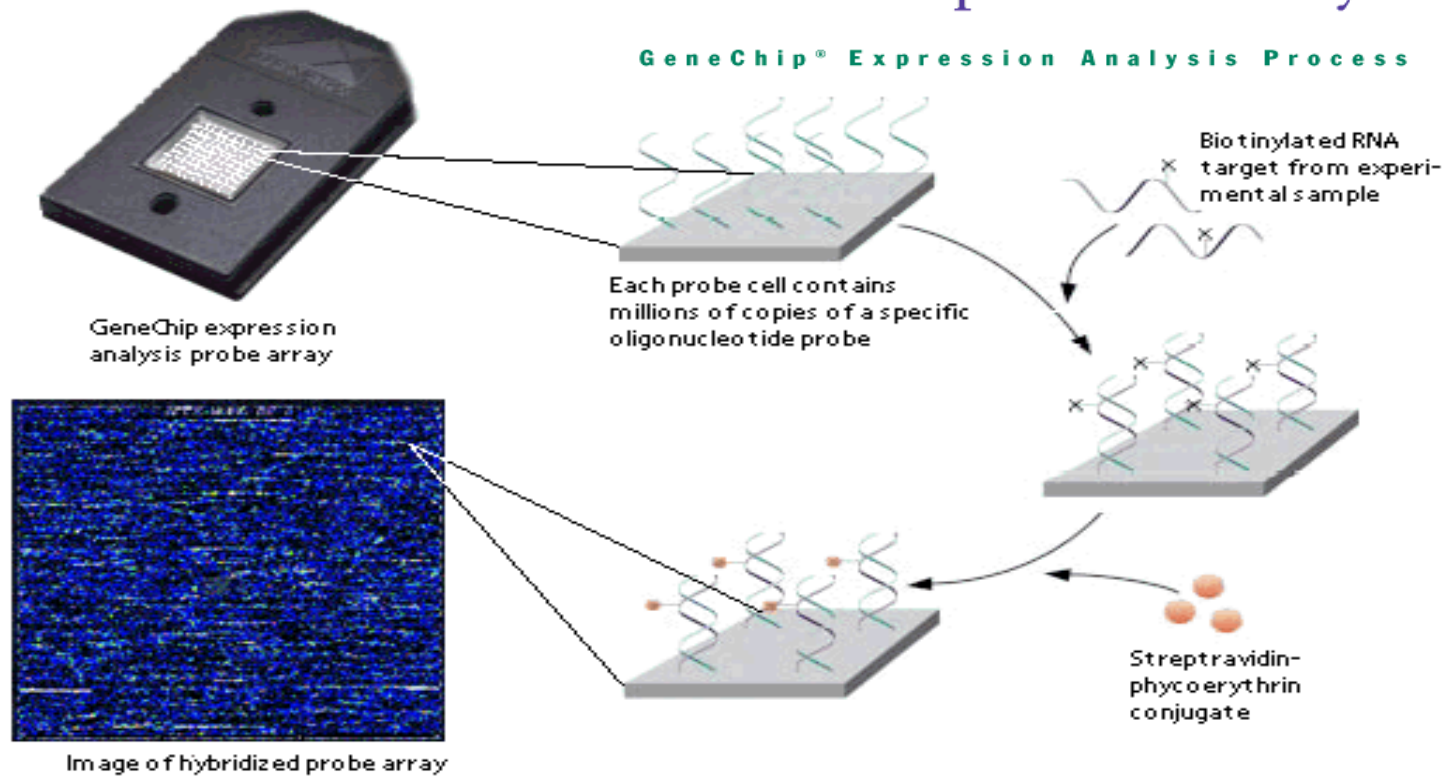 GeneChip® Expression Analysis Process
Biotinylated RNA
target from experi-
mental sample
Each probe cell contains
millions of copies of a specific
oligonucleotide probe
GeneChip expression
analysis probe array
Streptravidin-
phycoerythrin
conjugate
Image of hybridized probe array